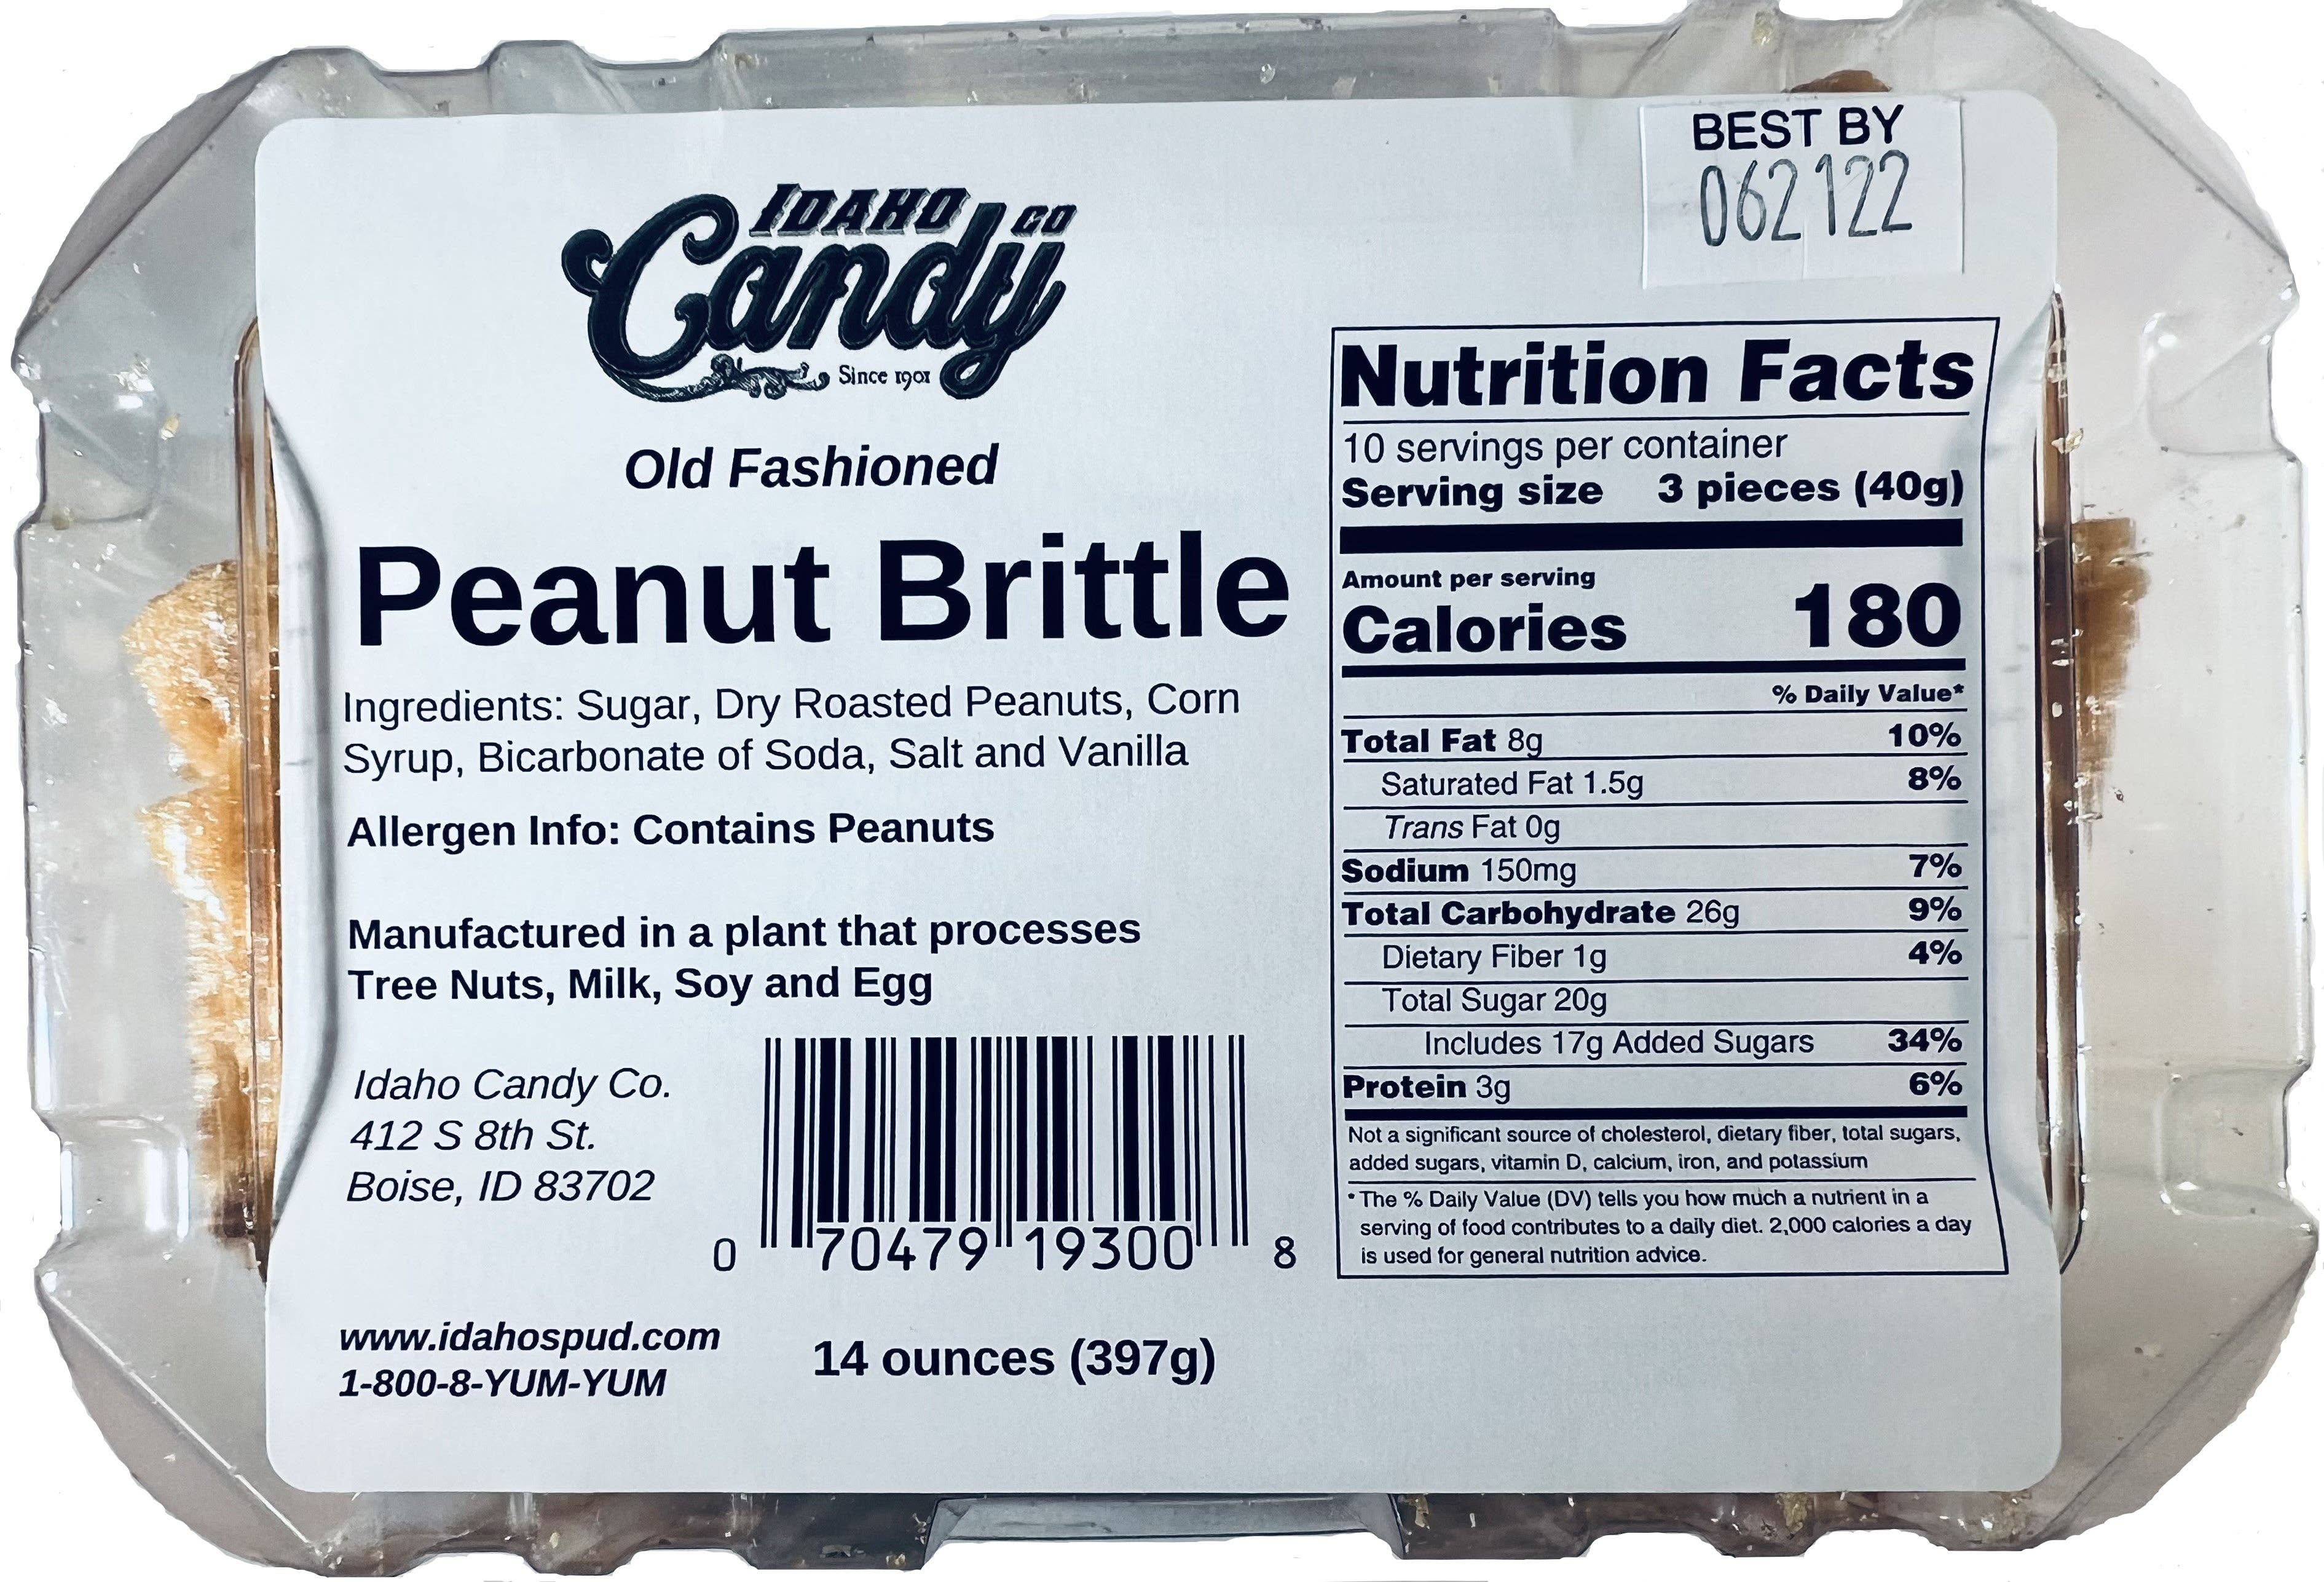 BEST BY
062122
IDAHO
Candy CO
Since 1901
Old Fashioned
Peanut Brittle
Ingredients: Sugar, Dry Roasted Peanuts, Corn
Syrup, Bicarbonate of Soda, Salt and Vanilla
Allergen Info: Contains Peanuts
Manufactured in a plant that processes
Tree Nuts, Milk, Soy and Egg
Idaho Candy Co.
412 S 8th St.
Boise, ID 83702
0 70479 19300 8
www.idahospud.com
1-800-8-YUM-YUM
14 ounces (397g)
Nutrition Facts
10 servings per container
Serving size 3 pieces (40g)
Amount per serving
Calories 180
% Daily Value*
Total Fat 8g 10%
Saturated Fat 1.5g 8%
Trans Fat 0g
Sodium 150mg 7%
Total Carbohydrate 26g 9%
Dietary Fiber 1g 4%
Total Sugar 20g
Includes 17g Added Sugars 34%
Protein 3g 6%
Not a significant source of cholesterol, dietary fiber, total sugars,
added sugars, vitamin D, calcium, iron, and potassium
* The % Daily Value (DV) tells you how much a nutrient in a
serving of food contributes to a daily diet. 2,000 calories a day
is used for general nutrition advice.